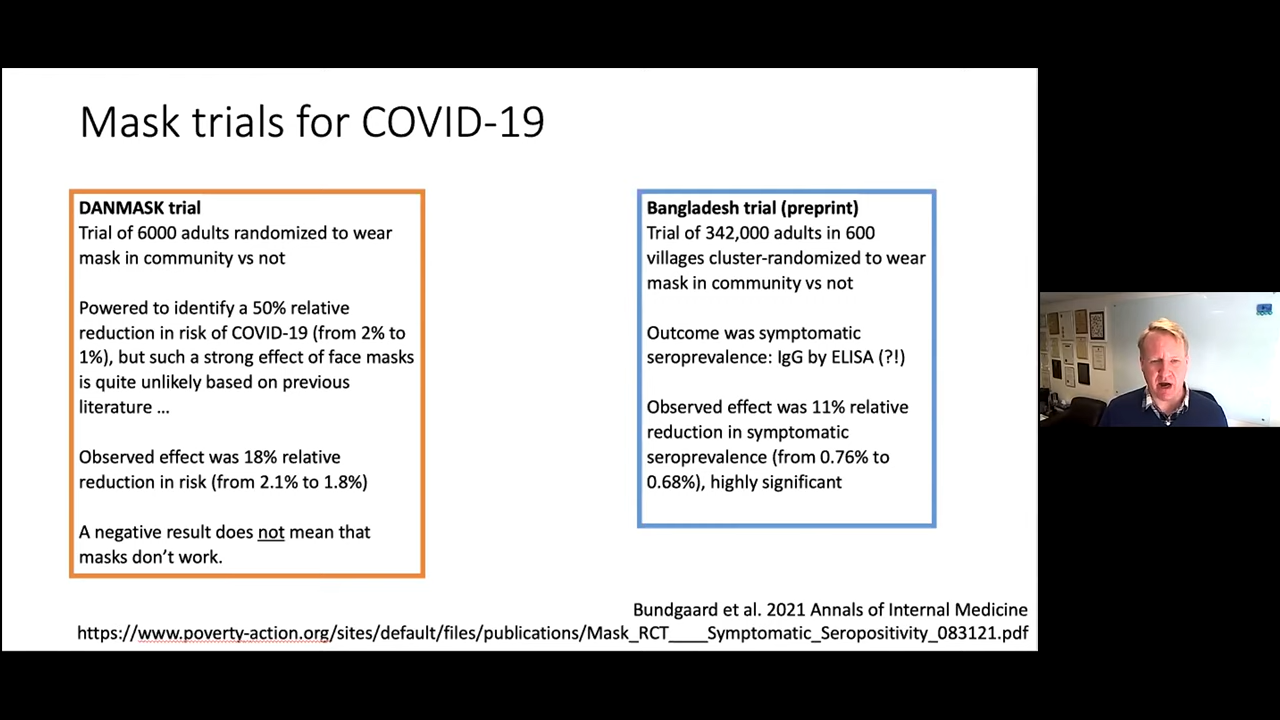 Mask trials for COVID-19
DANMASK trial
Trial of 6000 adults randomized to wear
mask in community vs not
Powered to identify a 50% relative
reduction in risk of COVID-19 (from 2% to
1%), but such a strong effect of face masks
is quite unlikely based on previous
literature ...
Observed effect was 18% relative
reduction in risk (from 2.1% to 1.8%)
A negative result does not mean that
masks don't work.
Bangladesh trial (preprint)
Trial of 342,000 adults in 600
villages cluster-randomized to wear
mask in community vs not
Outcome was symptomatic
seroprevalence: IgG by ELISA (?!)
Observed effect was 11% relative
reduction in symptomatic
seroprevalence (from 0.76% to
0.68%), highly significant
Bundgaard et al. 2021 Annals of Internal Medicine
https://www.poverty-action.org/sites/default/files/publications/Mask_RCT____Symptomatic_Seropositivity_083121.pdf